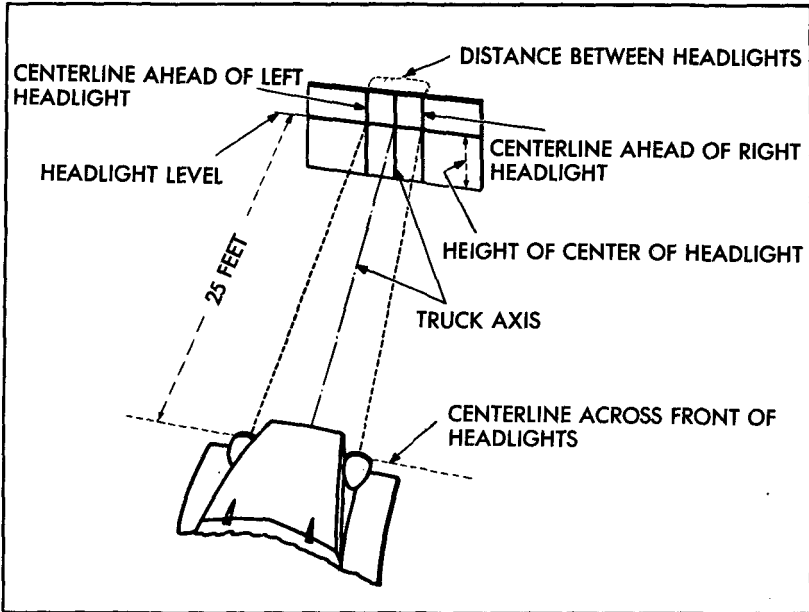 DISTANCE BETWEEN HEADLIGHTS
CENTERLINE AHEAD OF LEFT
HEADLIGHT
CENTERLINE AHEAD OF RIGHT
HEADLIGHT
HEADLIGHT LEVEL
HEIGHT OF CENTER OF HEADLIGHT
25 FEET
TRUCK AXIS
CENTERLINE ACROSS FRONT OF
HEADLIGHTS